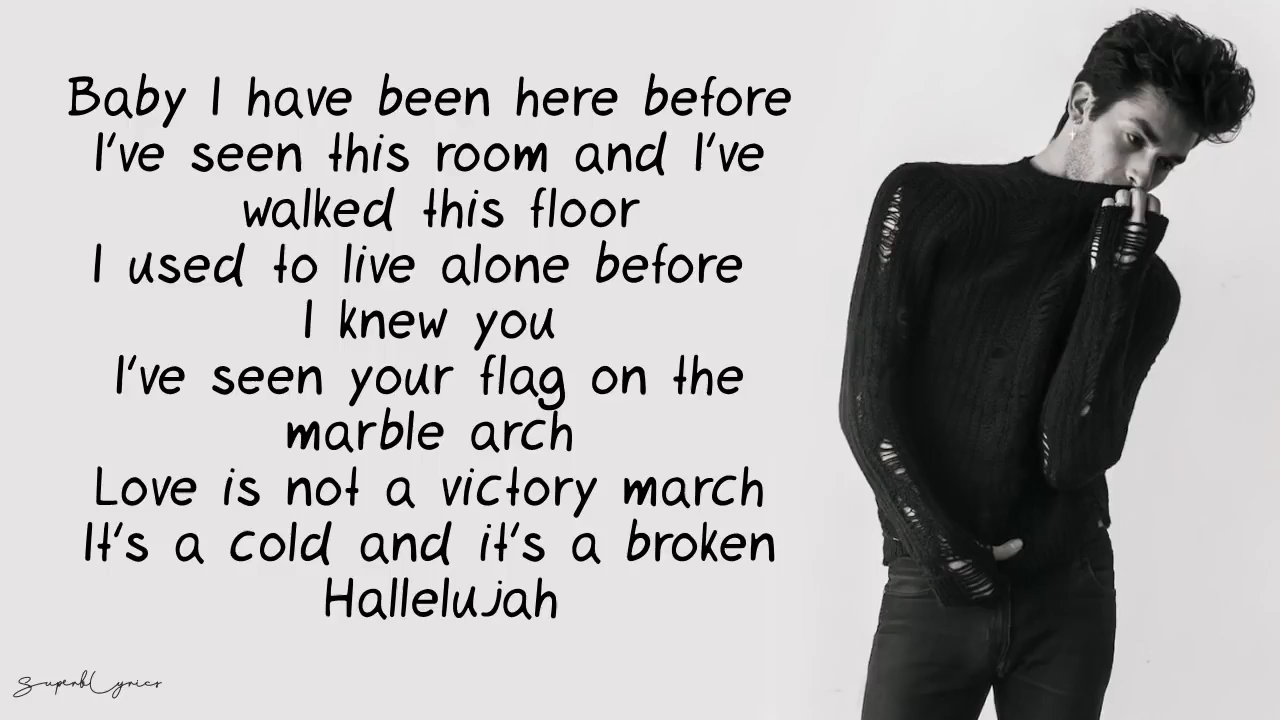 Baby I have been here before
I've seen this room and I've
walked this floor
I used to live alone before
I knew you
I've seen your flag on the
marble arch
Love is not a victory march
It's a cold and it's a broken
Hallelujah
SuperbLyrics